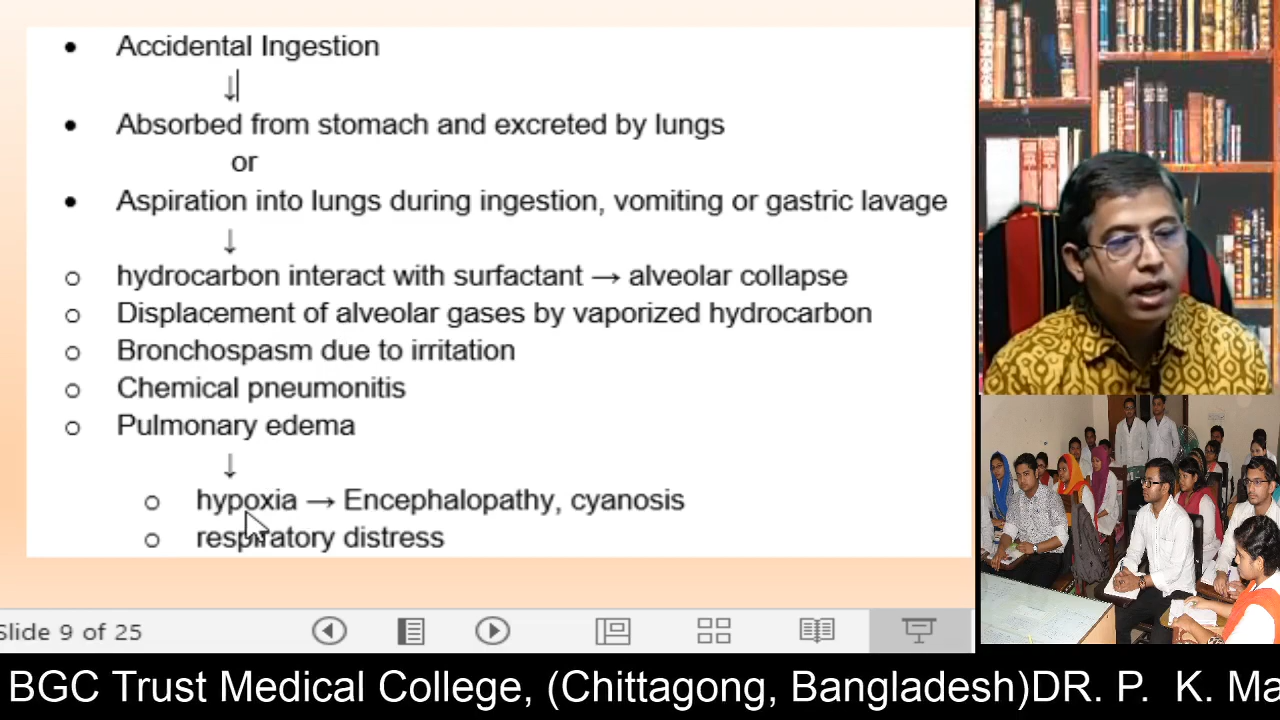 • Accidental Ingestion
↓
• Absorbed from stomach and excreted by lungs
or
• Aspiration into lungs during ingestion, vomiting or gastric lavage
↓
o hydrocarbon interact with surfactant → alveolar collapse
o Displacement of alveolar gases by vaporized hydrocarbon
o Bronchospasm due to irritation
o Chemical pneumonitis
o Pulmonary edema
↓
o hypoxia → Encephalopathy, cyanosis
o respiratory distress
Slide 9 of 25
BGC Trust Medical College, (Chittagong, Bangladesh)DR. P. K. Ma